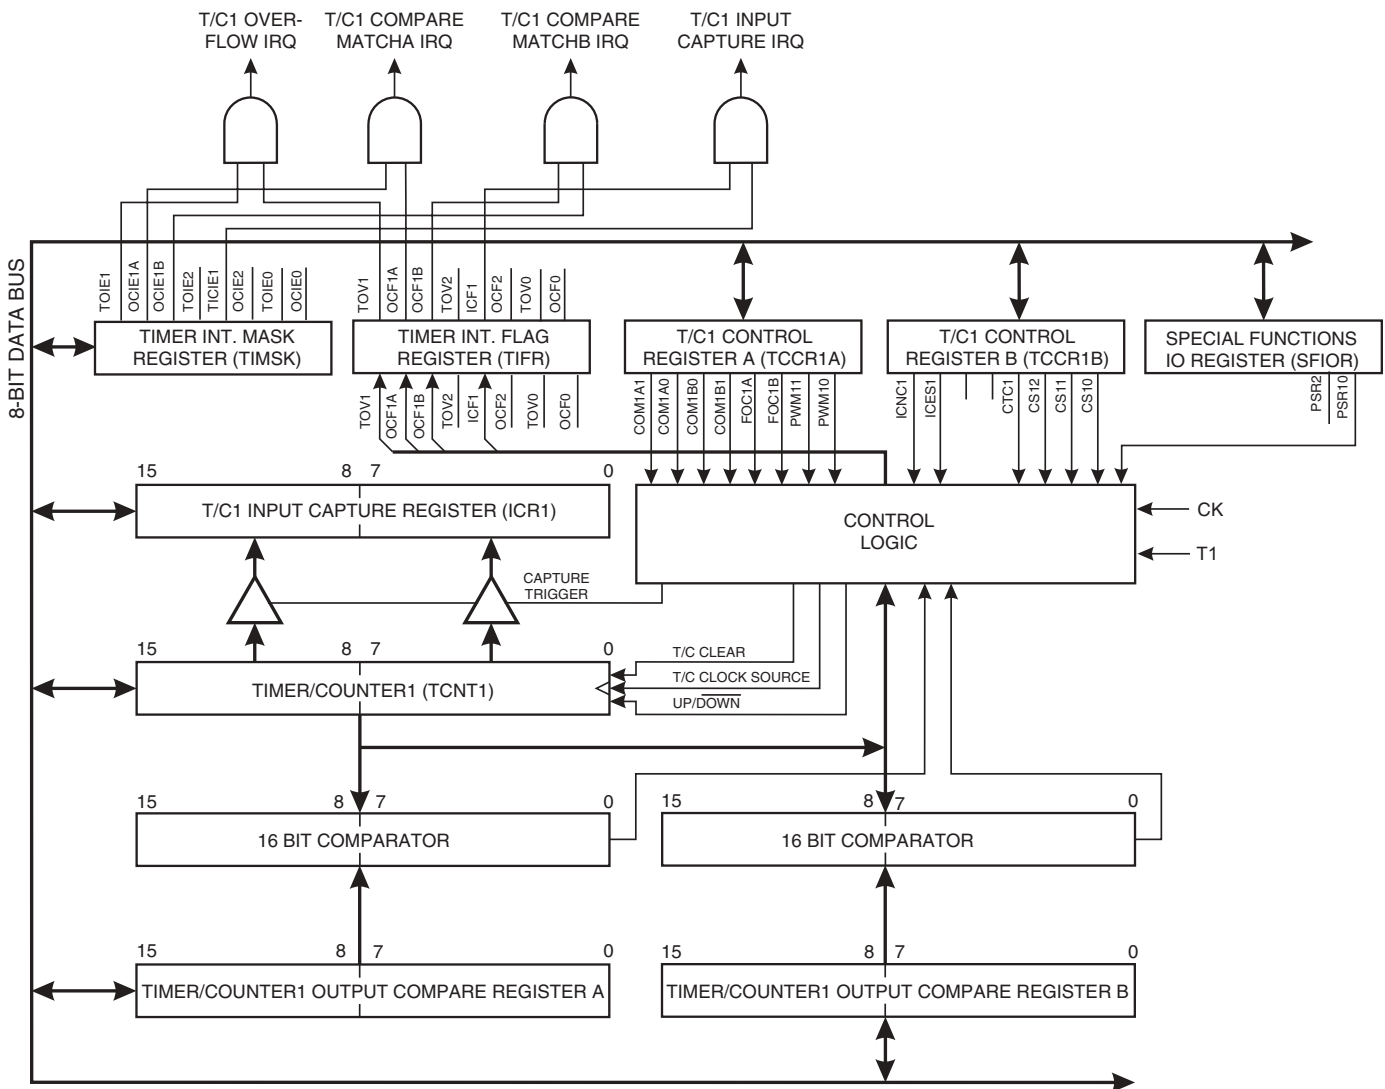 T/C1 OVER-
FLOW IRQ
T/C1 COMPARE
MATCHA IRQ
T/C1 COMPARE
MATCHB IRQ
T/C1 INPUT
CAPTURE IRQ
8-BIT DATA BUS
TOIE1
OCIE1A
OCIE1B
TOIE2
TICIE1
OCIE2
TOIE0
OCIE0
TOV1
OCF1A
OCF1B
TOV2
ICF1
OCF2
TOV0
OCF0
TIMER INT. MASK
REGISTER (TIMSK)
TIMER INT. FLAG
REGISTER (TIFR)
T/C1 CONTROL
REGISTER A (TCCR1A)
T/C1 CONTROL
REGISTER B (TCCR1B)
SPECIAL FUNCTIONS
IO REGISTER (SFIOR)
TOV1
OCF1A
OCF1B
TOV2
ICF1
OCF2
TOV0
OCF0
COM1A1
COM1A0
COM1B0
COM1B1
FOC1A
FOC1B
PWM11
PWM10
ICNC1
ICES1
CTC1
CS12
CS11
CS10
PSR2
PSR10
15 8 7 0
T/C1 INPUT CAPTURE REGISTER (ICR1)
CONTROL
LOGIC
CK
T1
CAPTURE
TRIGGER
15 8 7 0
TIMER/COUNTER1 (TCNT1)
T/C CLEAR
T/C CLOCK SOURCE
UP/DOWN
15 8 7 0
16 BIT COMPARATOR
15 8 7 0
16 BIT COMPARATOR
15 8 7 0
TIMER/COUNTER1 OUTPUT COMPARE REGISTER A
15 8 7 0
TIMER/COUNTER1 OUTPUT COMPARE REGISTER B